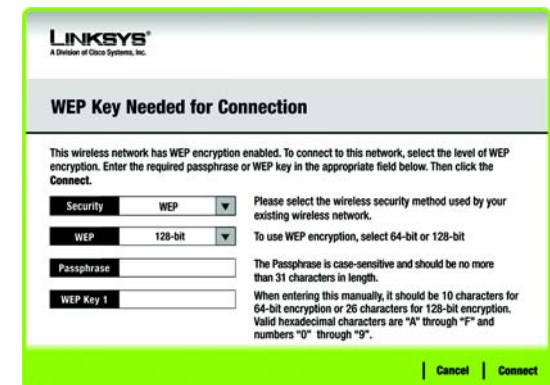 LINKSYS®
A Division of Cisco Systems, Inc.
WEP Key Needed for Connection
This wireless network has WEP encryption enabled. To connect to this network, select the level of WEP
encryption. Enter the required passphrase or WEP key in the appropriate field below. Then click the
Connect.
Security WEP Please select the wireless security method used by your
existing wireless network.
WEP 128-bit To use WEP encryption, select 64-bit or 128-bit
Passphrase The Passphrase is case-sensitive and should be no more
than 31 characters in length.
WEP Key 1 When entering this manually, it should be 10 characters for
64-bit encryption or 26 characters for 128-bit encryption.
Valid hexadecimal characters are "A" through "F" and
numbers "0" through "9".
Cancel Connect